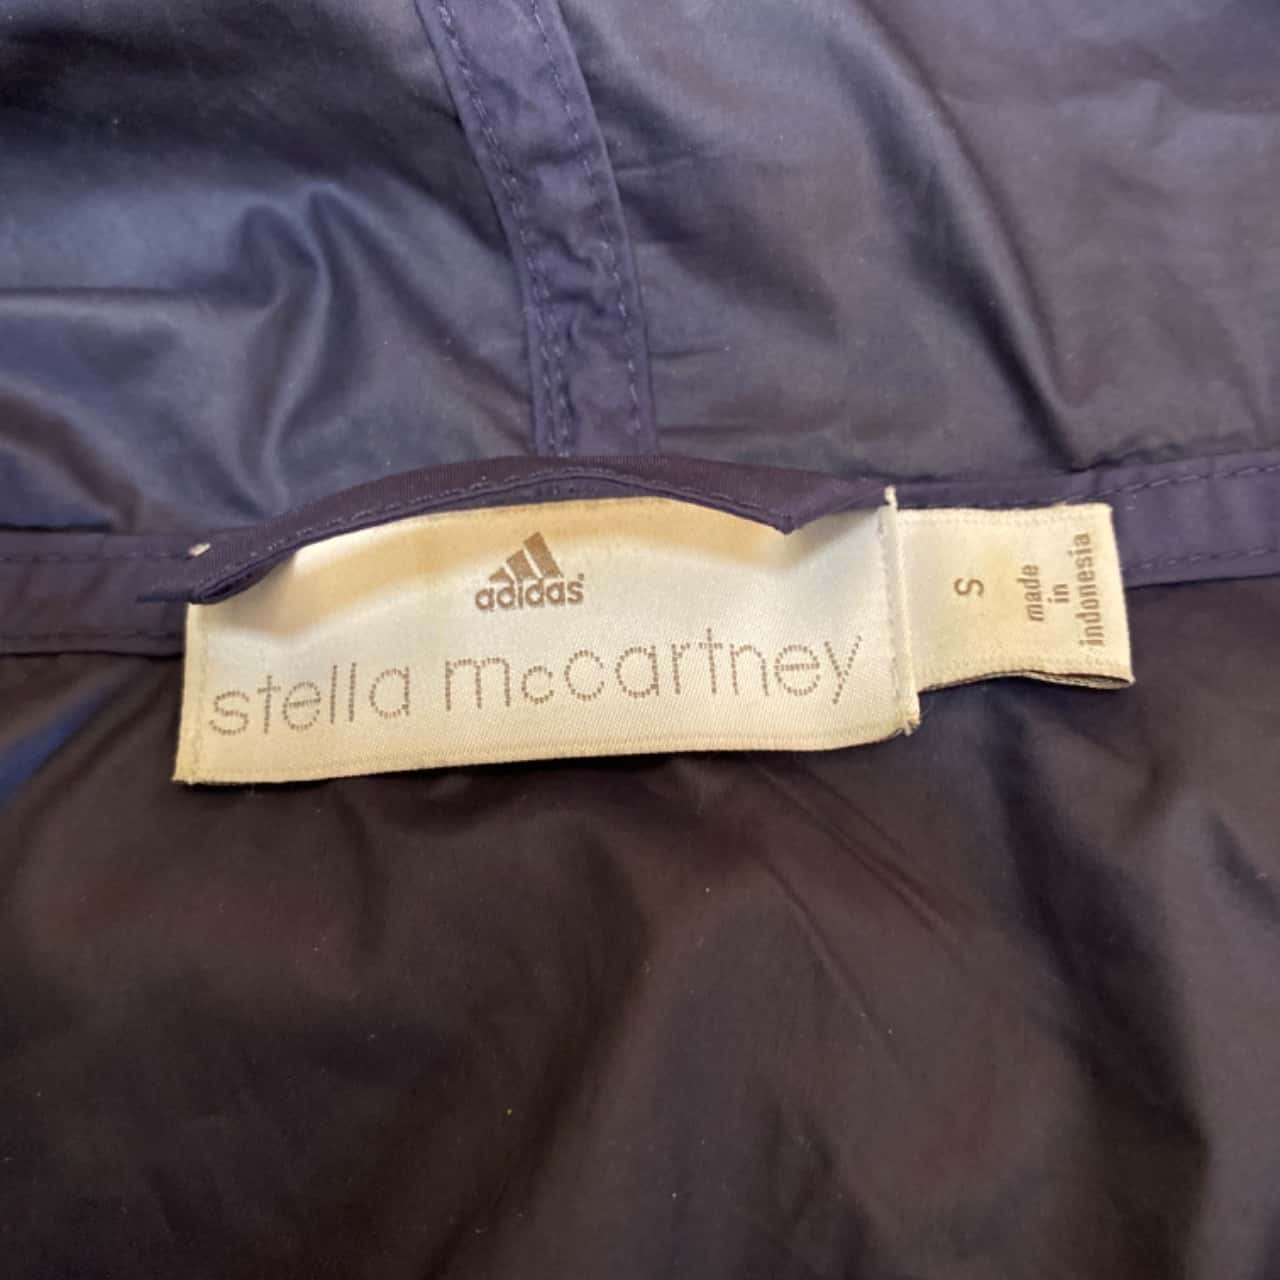 adidas
stella mccartney
S
made
in
indonesia